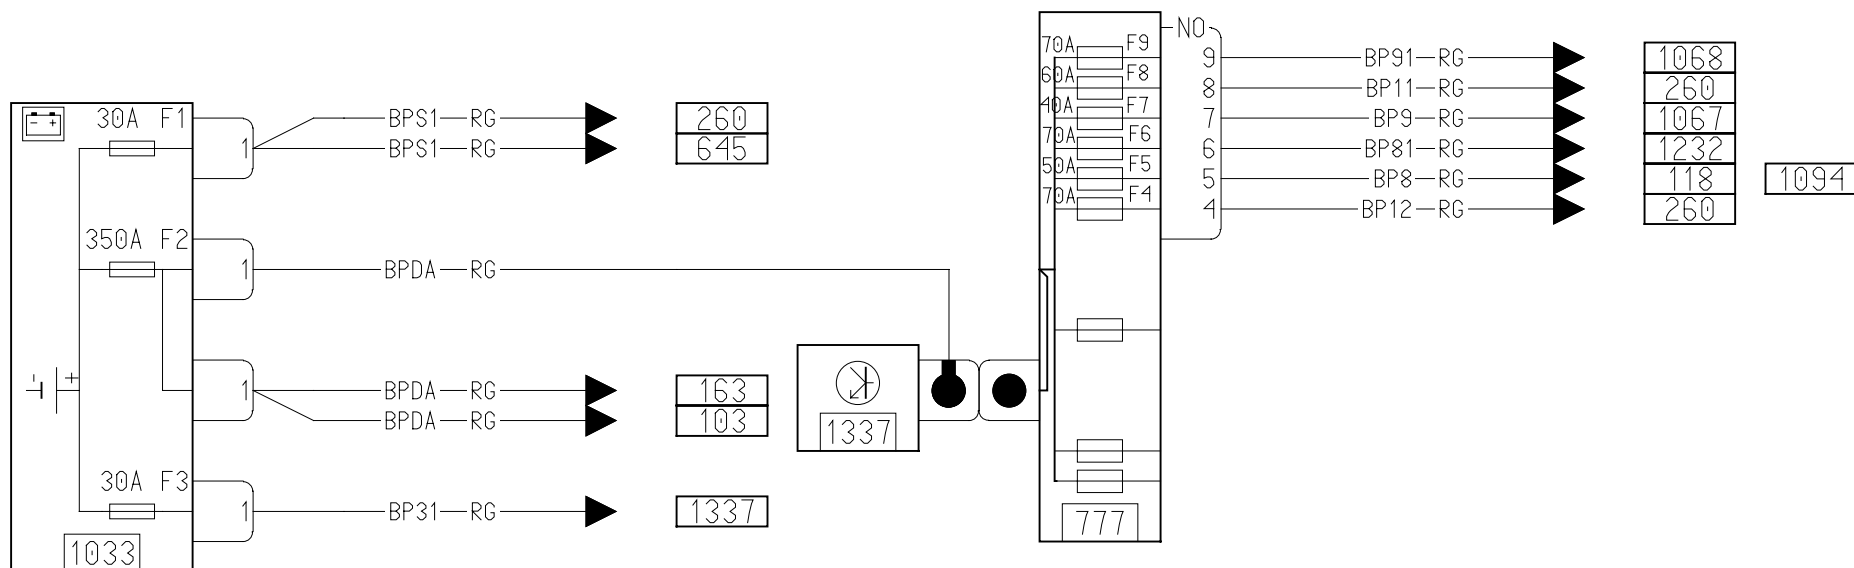 30A F1
1
BPS1 RG
260
BPS1 RG
645
350A F2
1
BPDA RG
1
BPDA RG
163
BPDA RG
103
30A F3
1
BP31 RG
1337
1033
1337
777
NO
70A F9 9 BP91 RG 1068
60A F8 8 BP11 RG 260
40A F7 7 BP9 RG 1067
70A F6 6 BP81 RG 1232
50A F5 5 BP8 RG 118 1094
70A F4 4 BP12 RG 260